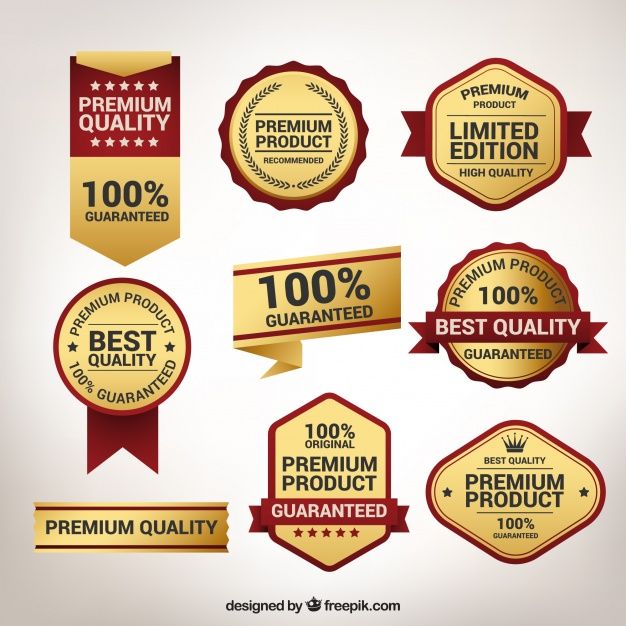 PREMIUM
QUALITY
100%
GUARANTEED
PREMIUM
PRODUCT
RECOMMENDED
PREMIUM
PRODUCT
LIMITED
EDITION
HIGH QUALITY
PREMIUM PRODUCT
BEST
QUALITY
100% GUARANTEED
100%
GUARANTEED
PREMIUM PRODUCT
100%
BEST QUALITY
GUARANTEED
PREMIUM QUALITY
100%
ORIGINAL
PREMIUM
PRODUCT
GUARANTEED
BEST QUALITY
PREMIUM
PRODUCT
100%
GUARANTEED
designed by freepik.com